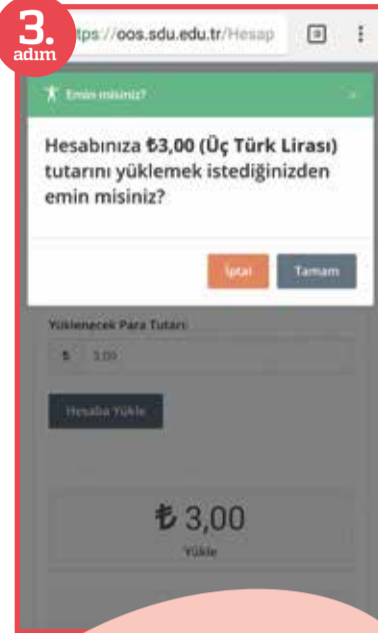 3.
adım
tps://oos.sdu.edu.tr/Hesap
Emin misiniz?
Hesabınıza ₺3,00 (Üç Türk Lirası)
tutarını yüklemek istediğinizden
emin misiniz?
İptal Tamam
Yüklenecek Para Tutarı:
₺ 3,00
Hesaba Yükle
₺ 3,00
Yükle